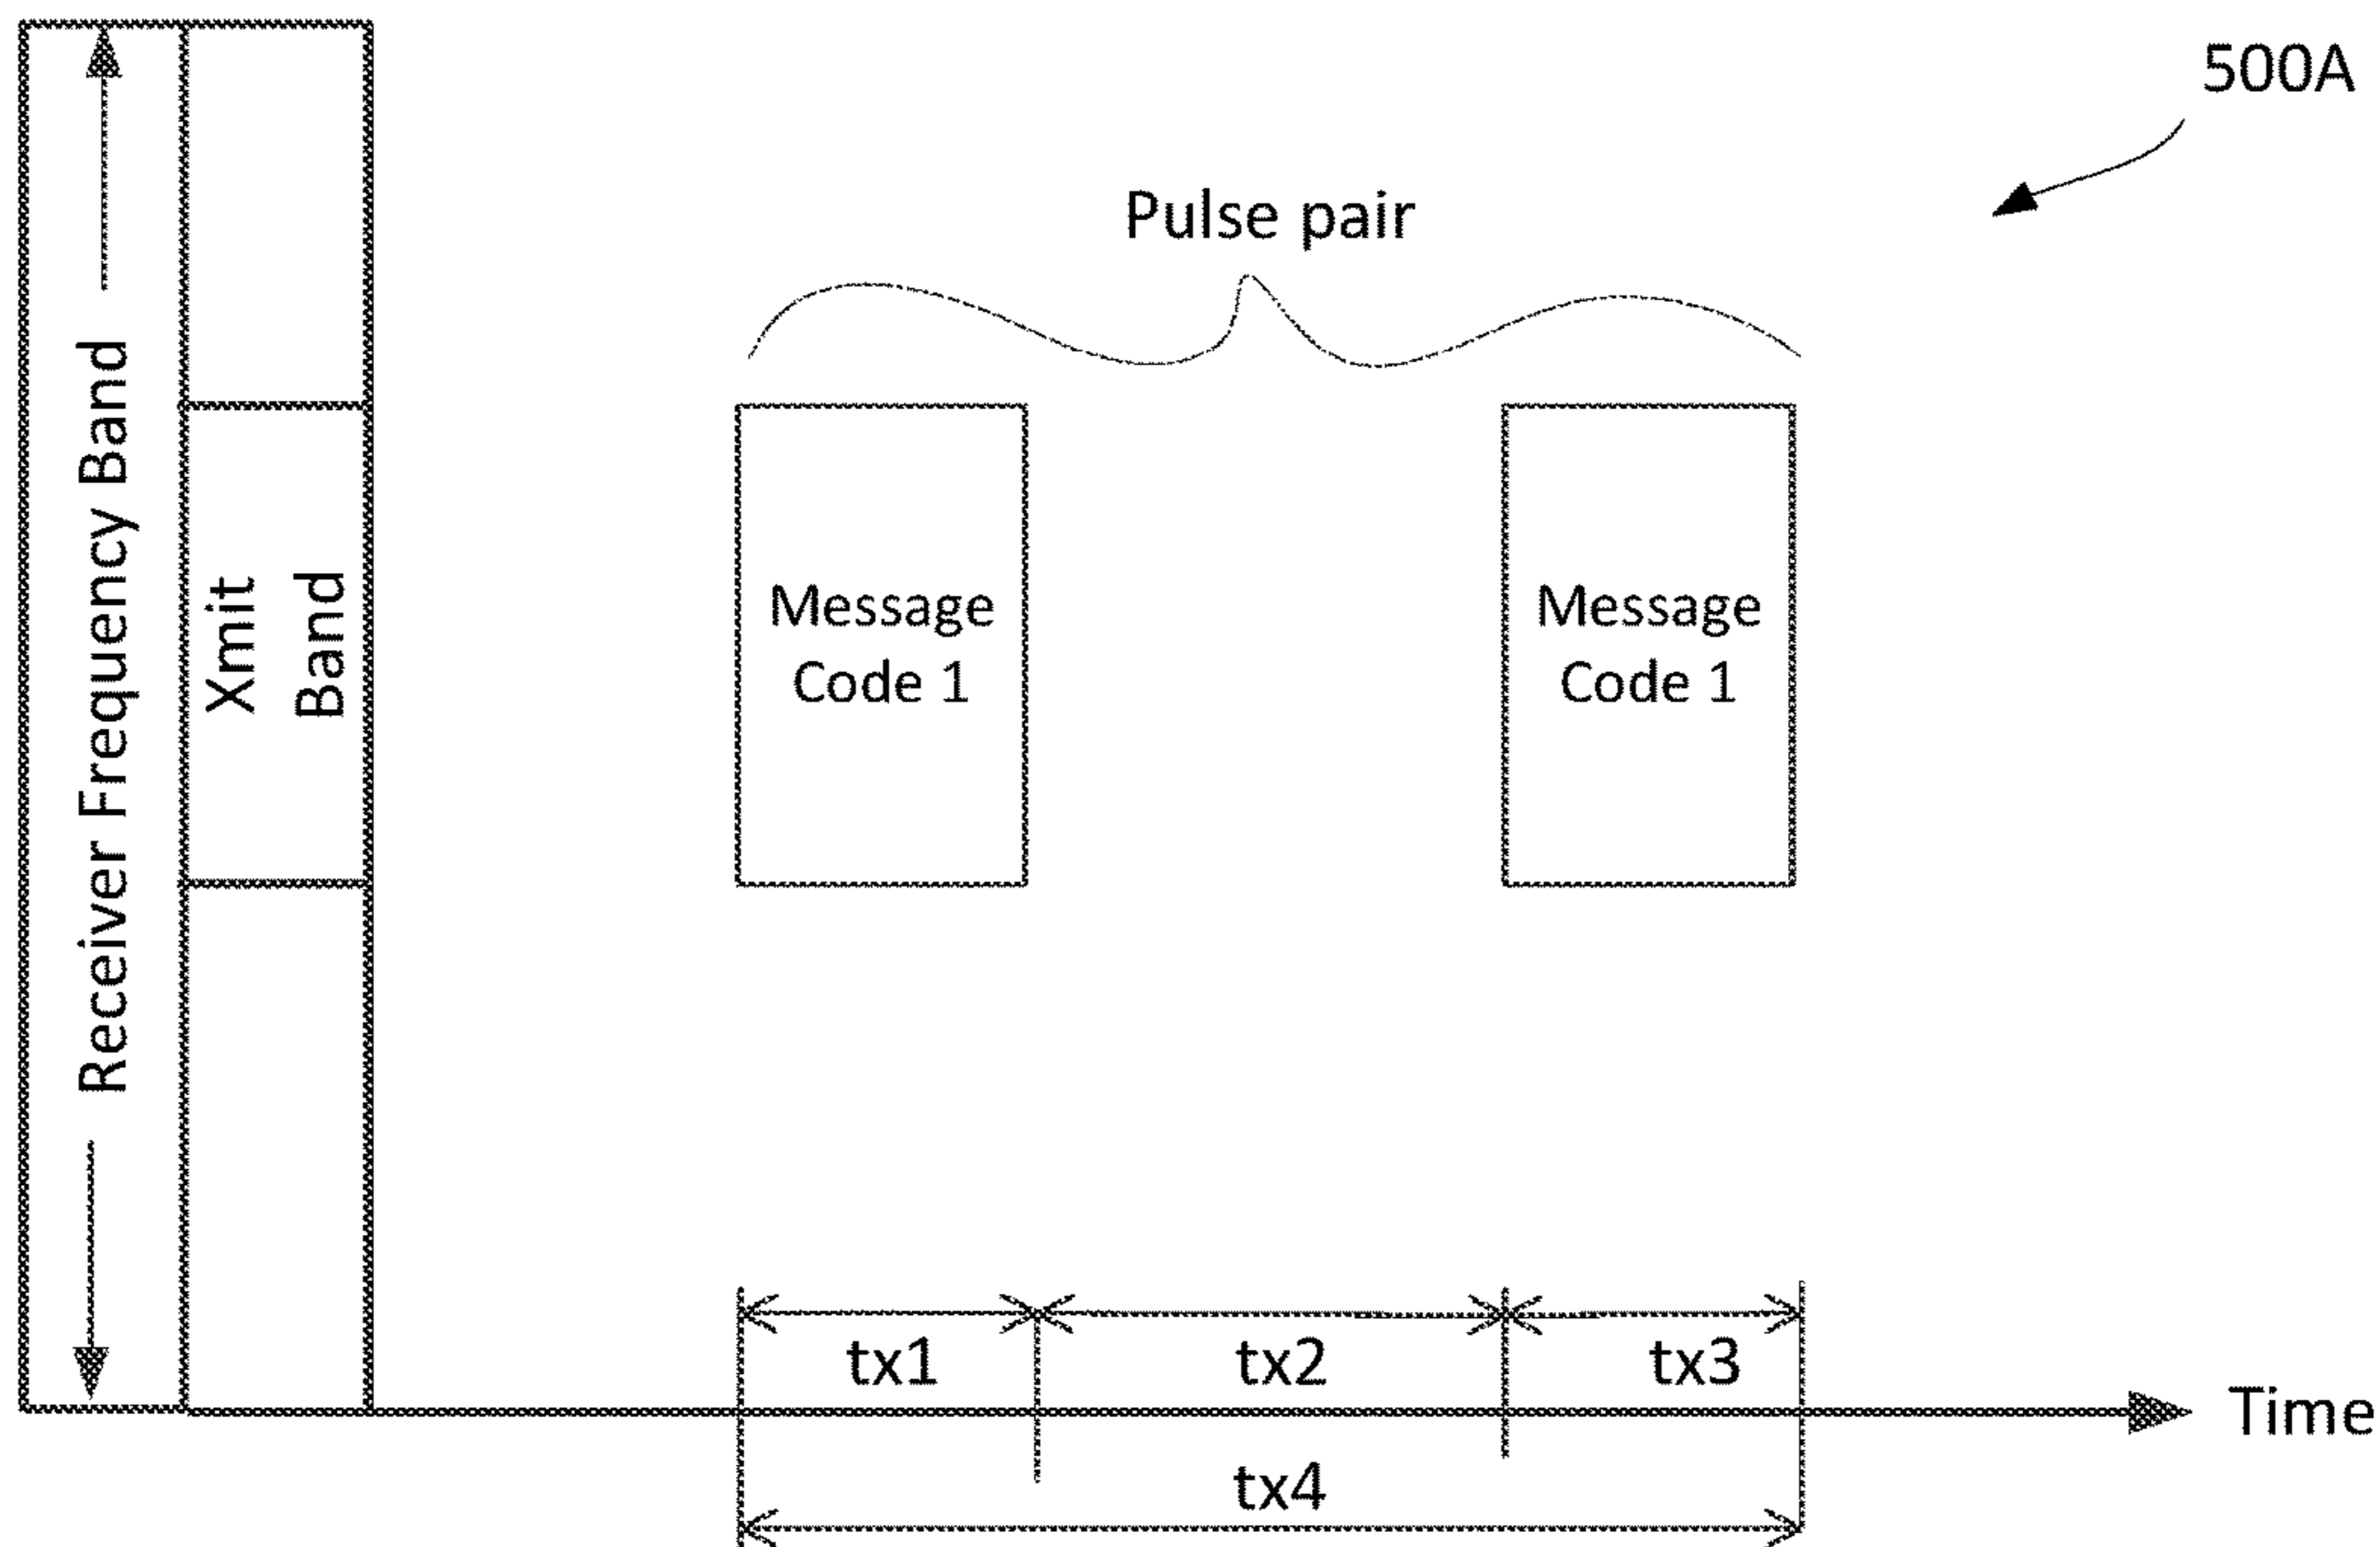 500A
Pulse pair
Receiver Frequency Band
Xmit
Band
Message
Code 1
Message
Code 1
tx1
tx2
tx3
Time
tx4